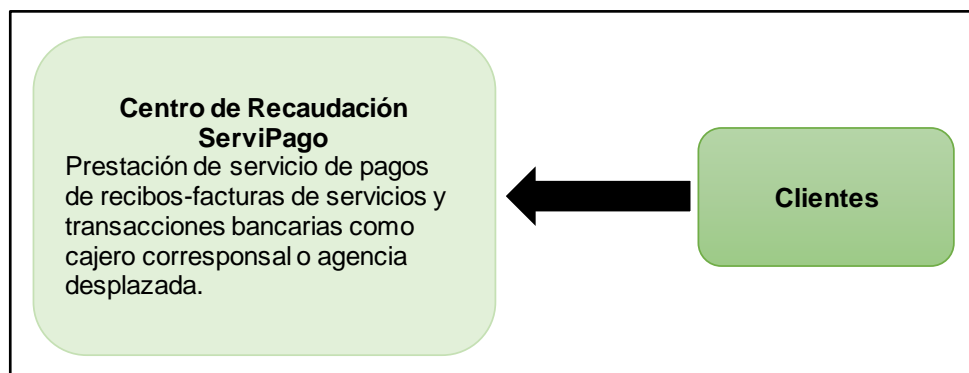 Centro de Recaudación
ServiPago
Prestación de servicio de pagos
de recibos-facturas de servicios y
transacciones bancarias como
cajero corresponsal o agencia
desplazada.
Clientes